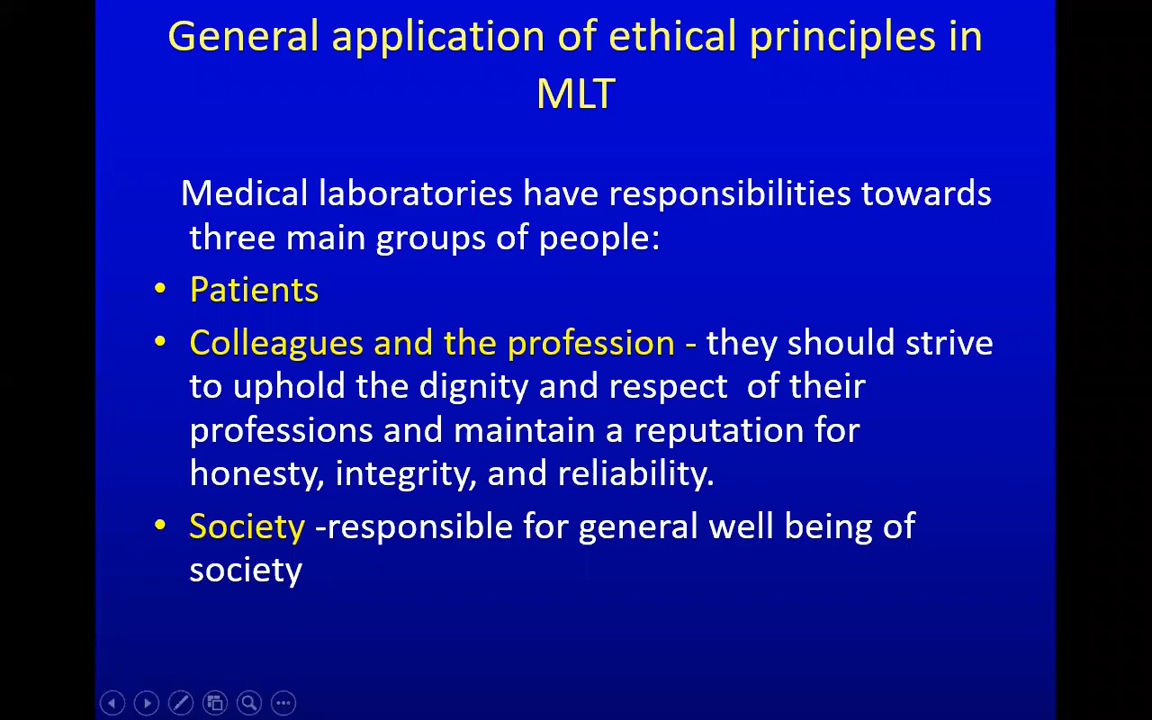 General application of ethical principles in
MLT
Medical laboratories have responsibilities towards
three main groups of people:
• Patients
• Colleagues and the profession - they should strive
to uphold the dignity and respect  of their
professions and maintain a reputation for
honesty, integrity, and reliability.
• Society -responsible for general well being of
society